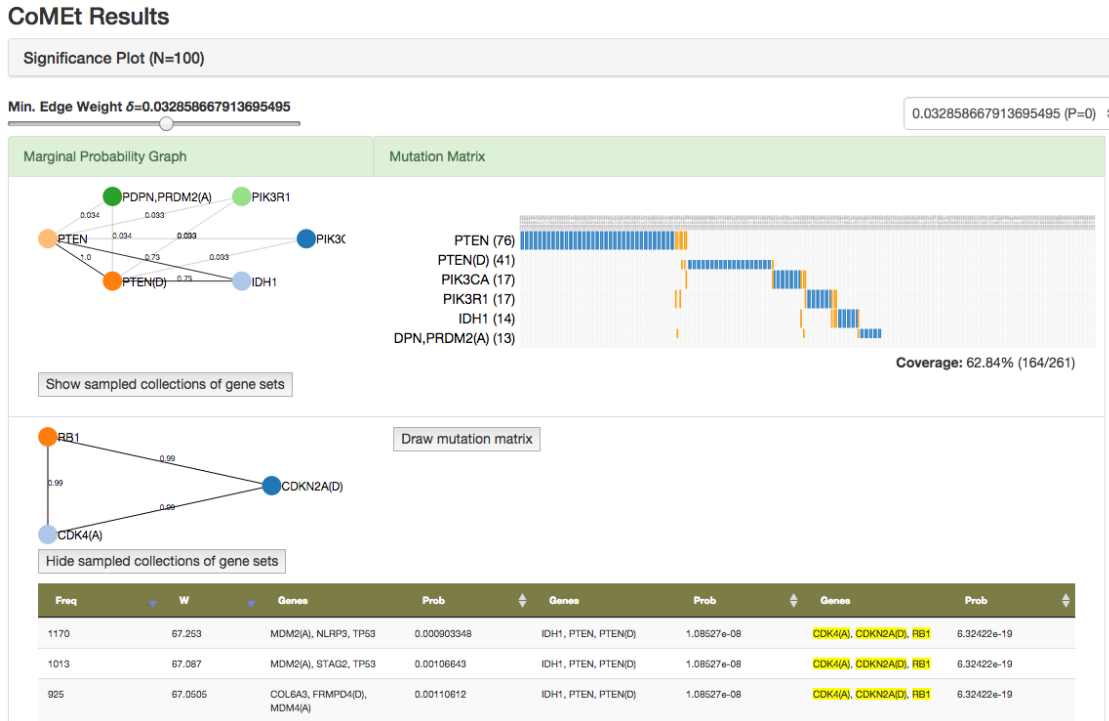 CoMEt Results
Significance Plot (N=100)
Min. Edge Weight δ=0.032858667913695495
0.032858667913695495 (P=0)
Marginal Probability Graph
Mutation Matrix
PDPN,PRDM2(A)
PIK3R1
0.034
0.033
PTEN
0.034
0.033
PIK3C
1.0
0.73
0.033
PTEN(D)
0.73
IDH1
PTEN (76)
PTEN(D) (41)
PIK3CA (17)
PIK3R1 (17)
IDH1 (14)
DPN,PRDM2(A) (13)
Coverage: 62.84% (164/261)
Show sampled collections of gene sets
RB1
0.99
0.99
CDKN2A(D)
0.99
CDK4(A)
Draw mutation matrix
Hide sampled collections of gene sets
Freq W Genes Prob Genes Prob Genes Prob
1170 67.253 MDM2(A), NLRP3, TP53 0.000903348 IDH1, PTEN, PTEN(D) 1.08527e-08 CDK4(A), CDKN2A(D), RB1 6.32422e-19
1013 67.087 MDM2(A), STAG2, TP53 0.00106643 IDH1, PTEN, PTEN(D) 1.08527e-08 CDK4(A), CDKN2A(D), RB1 6.32422e-19
925 67.0505 COL6A3, FRMPD4(D), 0.00110612 IDH1, PTEN, PTEN(D) 1.08527e-08 CDK4(A), CDKN2A(D), RB1 6.32422e-19
MDM4(A)